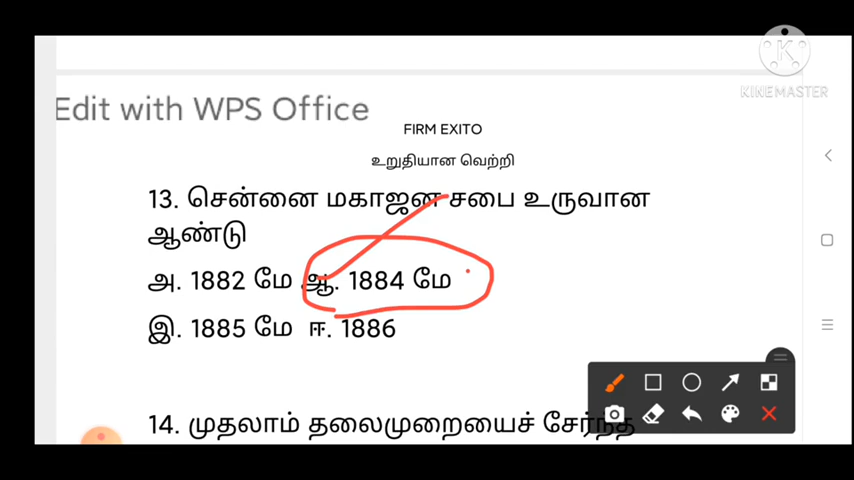 KINEMASTER
Edit with WPS Office
FIRM EXITO
உறுதியான வெற்றி
13. சென்னை மகாஜன சபை உருவான
ஆண்டு
அ. 1882 மே ஆ. 1884 மே
இ. 1885 மே ஈ. 1886
14. முதலாம் தலைமுறையைச் சேர்ந்த